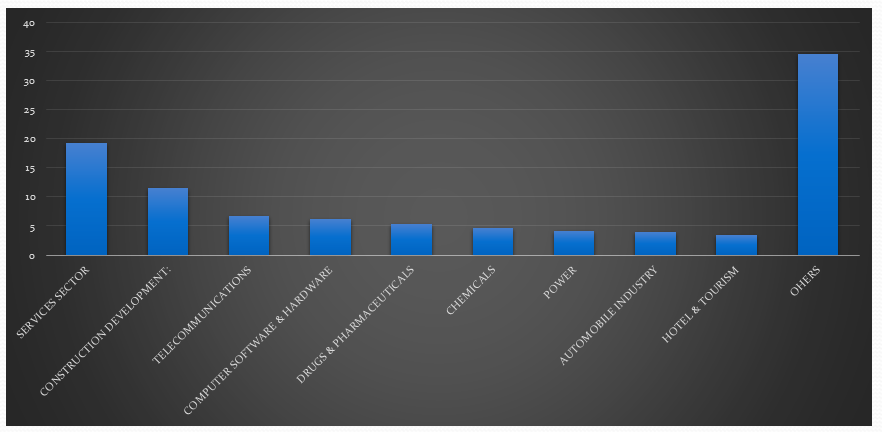 40
35
30
25
20
15
10
5
0
SERVICES SECTOR
CONSTRUCTION DEVELOPMENT:
TELECOMMUNICATIONS
COMPUTER SOFTWARE & HARDWARE
DRUGS & PHARMACEUTICALS
CHEMICALS
POWER
AUTOMOBILE INDUSTRY
HOTEL & TOURISM
OHERS